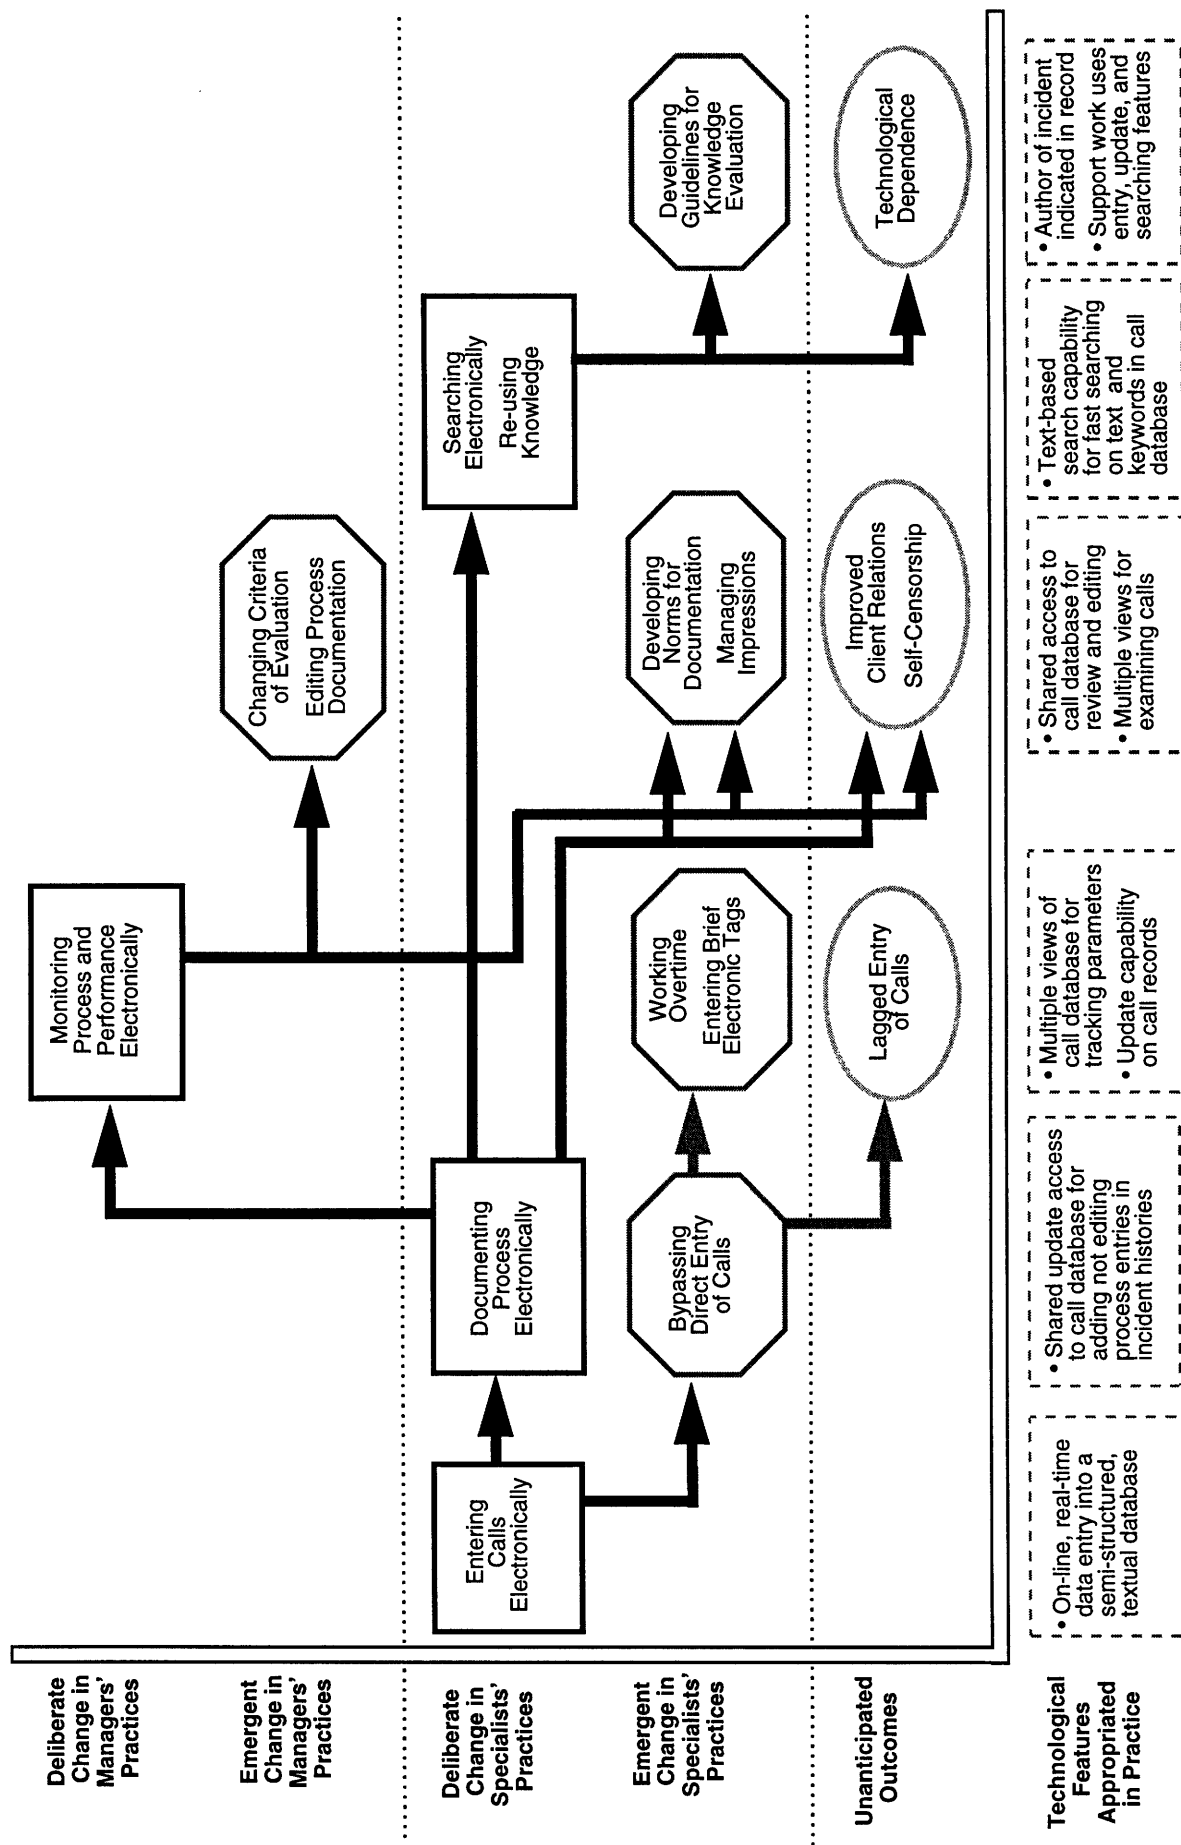 Deliberate
Change in
Managers'
Practices
Monitoring
Process and
Performance
Electronically
Emergent
Change in
Managers'
Practices
Changing Criteria
of Evaluation
Editing Process
Documentation
Deliberate
Change in
Specialists'
Practices
Entering
Calls
Electronically
Documenting
Process
Electronically
Searching
Electronically
Re-using
Knowledge
Emergent
Change in
Specialists'
Practices
Bypassing
Direct Entry
of Calls
Working
Overtime
Entering Brief
Electronic Tags
Developing
Norms for
Documentation
Managing
Impressions
Developing
Guidelines for
Knowledge
Evaluation
Unanticipated
Outcomes
Lagged Entry
of Calls
Improved
Client Relations
Self-Censorship
Technological
Dependence
Technological
Features
Appropriated
in Practice
• On-line, real-time
data entry into a
semi-structured,
textual database
• Shared update access
to call database for
adding not editing
process entries in
incident histories
• Multiple views of
call database for
tracking parameters
• Update capability
on call records
• Shared access to
call database for
review and editing
• Multiple views for
examining calls
• Text-based
search capability
for fast searching
on text and
keywords in call
database
• Author of incident
indicated in record
• Support work uses
entry, update, and
searching features